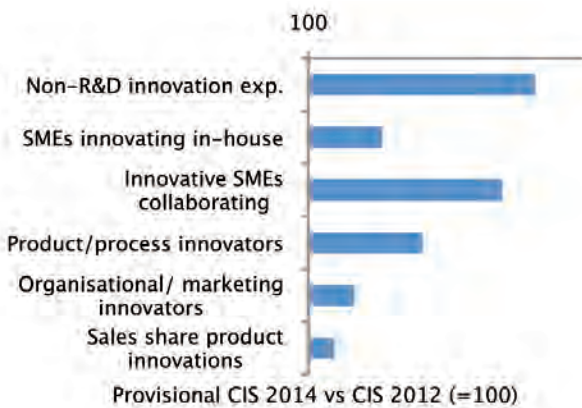 100
Non-R&D innovation exp.
SMEs innovating in-house
Innovative SMEs
collaborating
Product/process innovators
Organisational/ marketing
innovators
Sales share product
innovations
Provisional CIS 2014 vs CIS 2012 (=100)